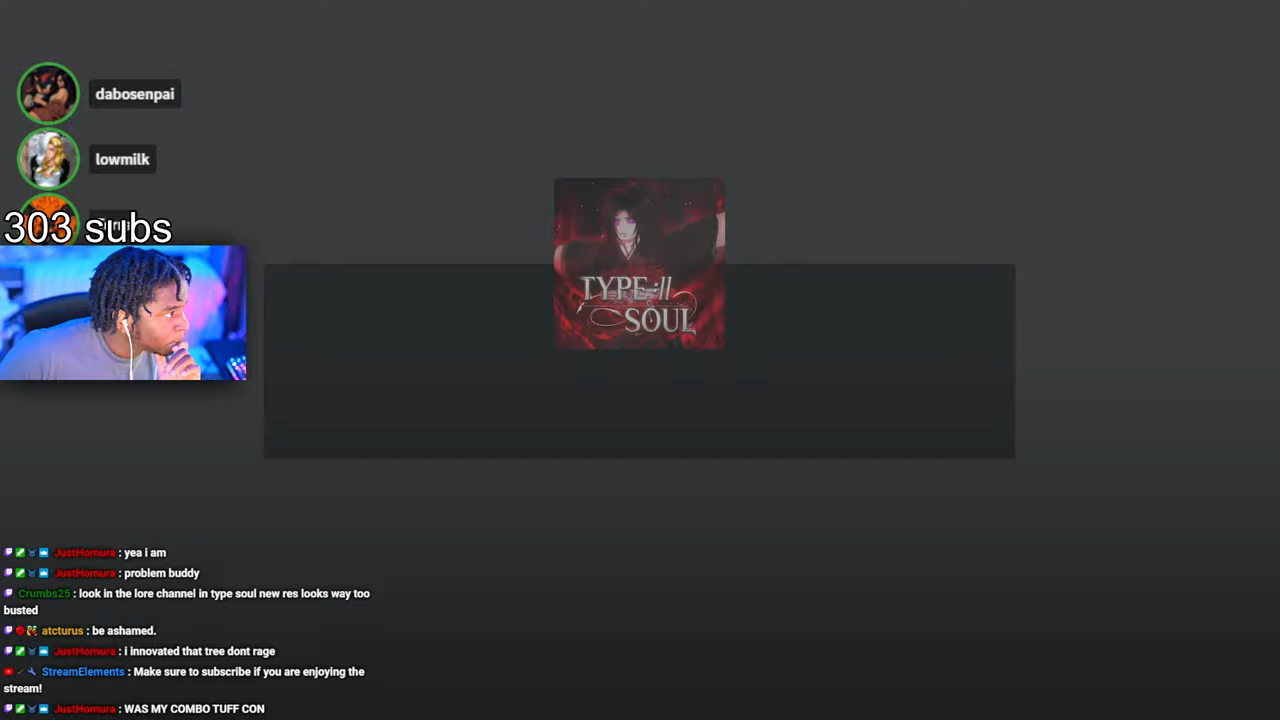 dabosenpai
lowmilk
303 subs
TYPE://
SOUL
JustHomura : yea i am
JustHomura : problem buddy
Crumbs25 : look in the lore channel in type soul new res looks way too
busted
atcturus : be ashamed.
JustHomura : i innovated that tree dont rage
StreamElements : Make sure to subscribe if you are enjoying the
stream!
JustHomura : WAS MY COMBO TUFF CON